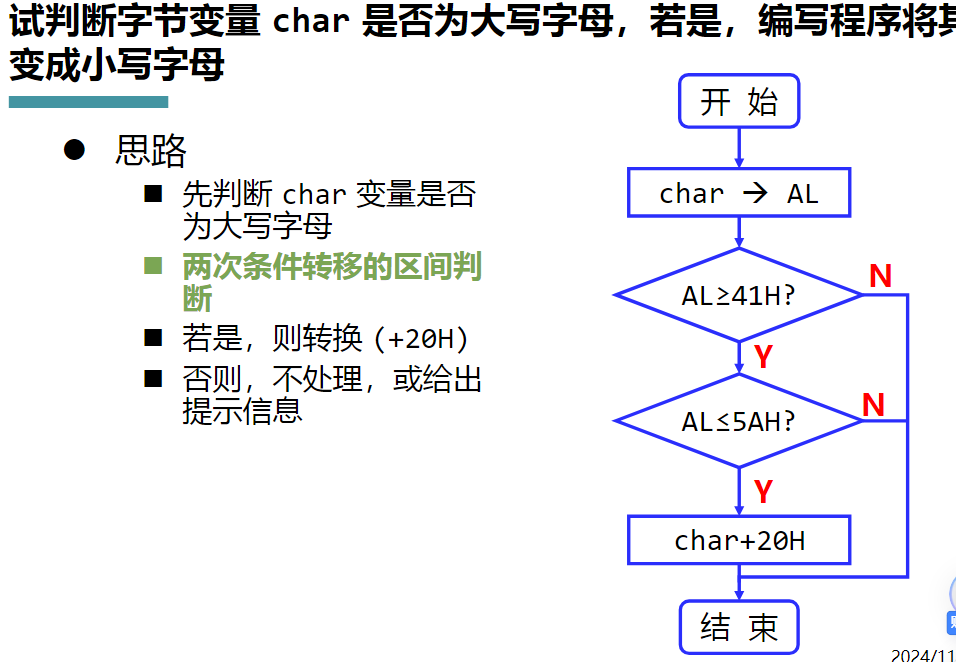 试判断字节变量 char 是否为大写字母，若是，编写程序将其
变成小写字母
思路
先判断 char 变量是否
为大写字母
两次条件转移的区间判
断
若是，则转换 (+20H)
否则，不处理，或给出
提示信息
开 始
char → AL
AL≥41H?
N
Y
AL≤5AH?
N
Y
char+20H
结 束
2024/11